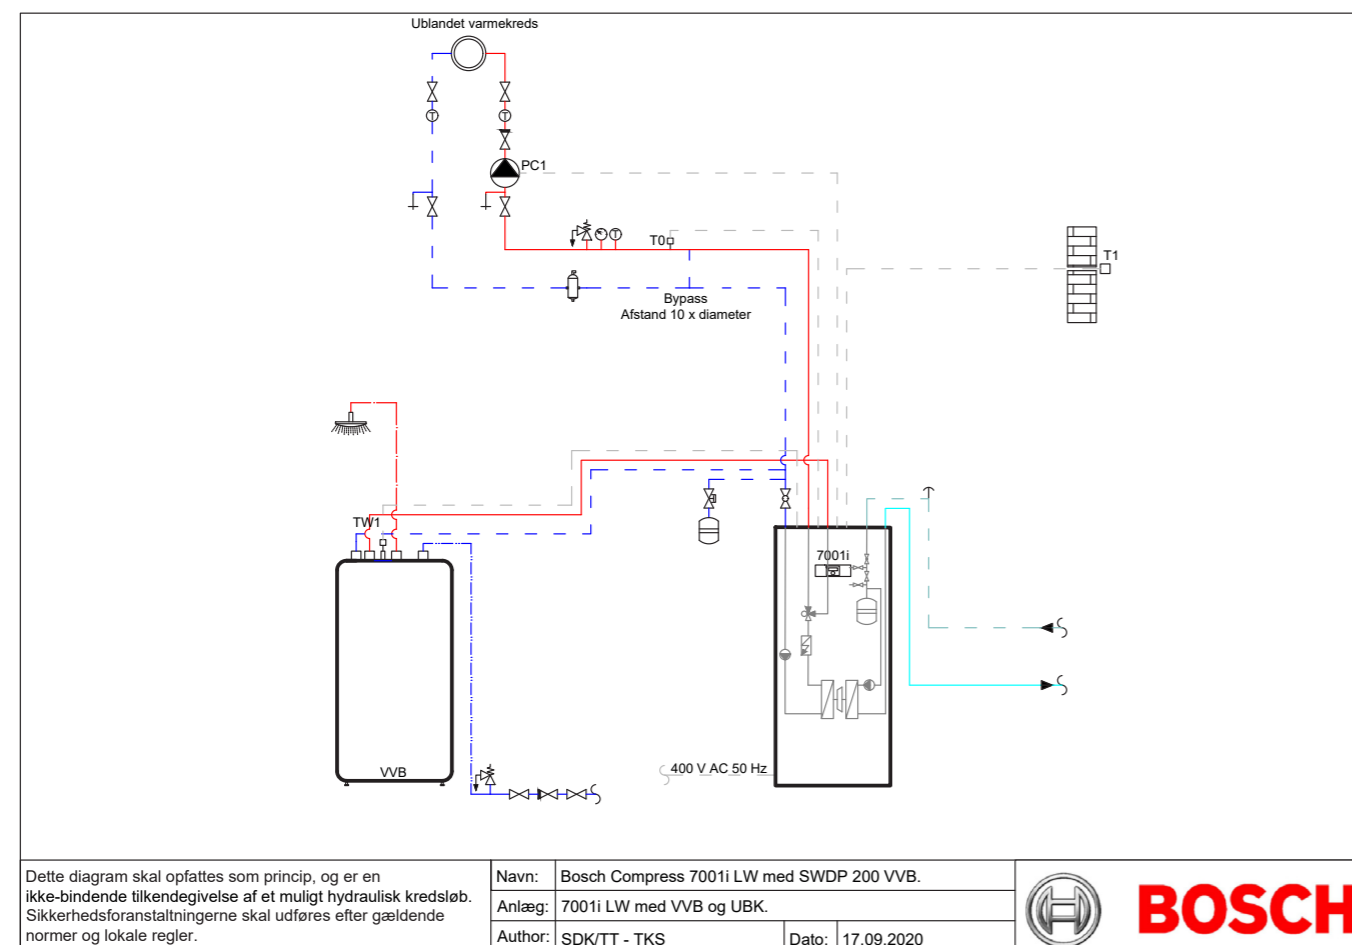 Ublandet varmekreds
T
T
PC1
T
T0
T1
Bypass
Afstand 10 x diameter
TW1
7001i
VVB
400 V AC 50 Hz
Dette diagram skal opfattes som princip, og er en
ikke-bindende tilkendegivelse af et muligt hydraulisk kredsløb.
Sikkerhedsforanstaltningerne skal udføres efter gældende
normer og lokale regler.
Navn: Bosch Compress 7001i LW med SWDP 200 VVB.
Anlæg: 7001i LW med VVB og UBK.
Author: SDK/TT - TKS Dato: 17.09.2020
BOSCH